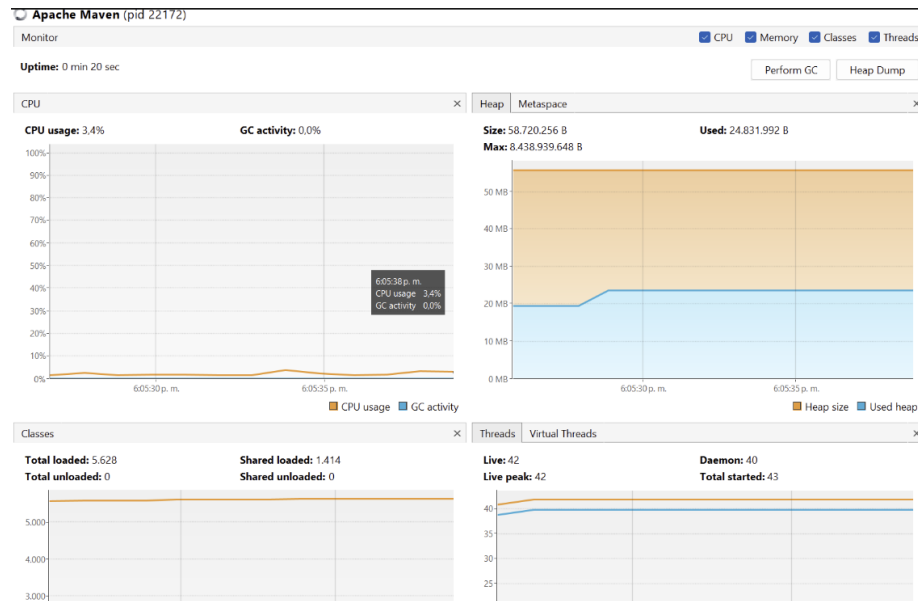 Apache Maven (pid 22172)
Monitor
CPU Memory Classes Threads
Uptime: 0 min 20 sec
Perform GC Heap Dump
CPU
CPU usage: 3,4% GC activity: 0,0%
100%
90%
80%
70%
60%
50%
40%
30%
20%
10%
0%
6:05:38 p. m.
CPU usage 3,4%
GC activity 0,0%
6:05:30 p. m. 6:05:35 p. m.
CPU usage GC activity
Heap Metaspace
Size: 58.720.256 B Used: 24.831.992 B
Max: 8.438.939.648 B
50 MB
40 MB
30 MB
20 MB
10 MB
0 MB
6:05:30 p. m. 6:05:35 p. m.
Heap size Used heap
Classes
Total loaded: 5.628 Shared loaded: 1.414
Total unloaded: 0 Shared unloaded: 0
5.000
4.000
3.000
Threads Virtual Threads
Live: 42 Daemon: 40
Live peak: 42 Total started: 43
40
35
30
25